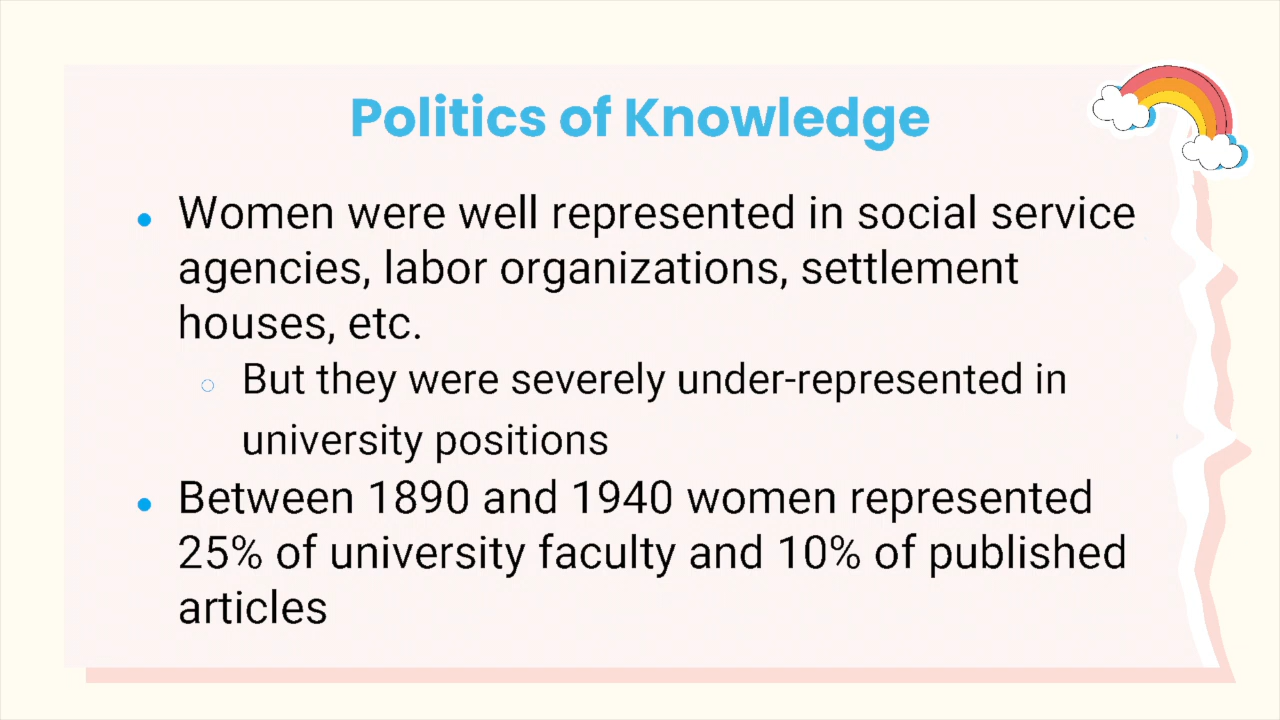 Politics of Knowledge
● Women were well represented in social service
agencies, labor organizations, settlement
houses, etc.
○ But they were severely under-represented in
university positions
● Between 1890 and 1940 women represented
25% of university faculty and 10% of published
articles